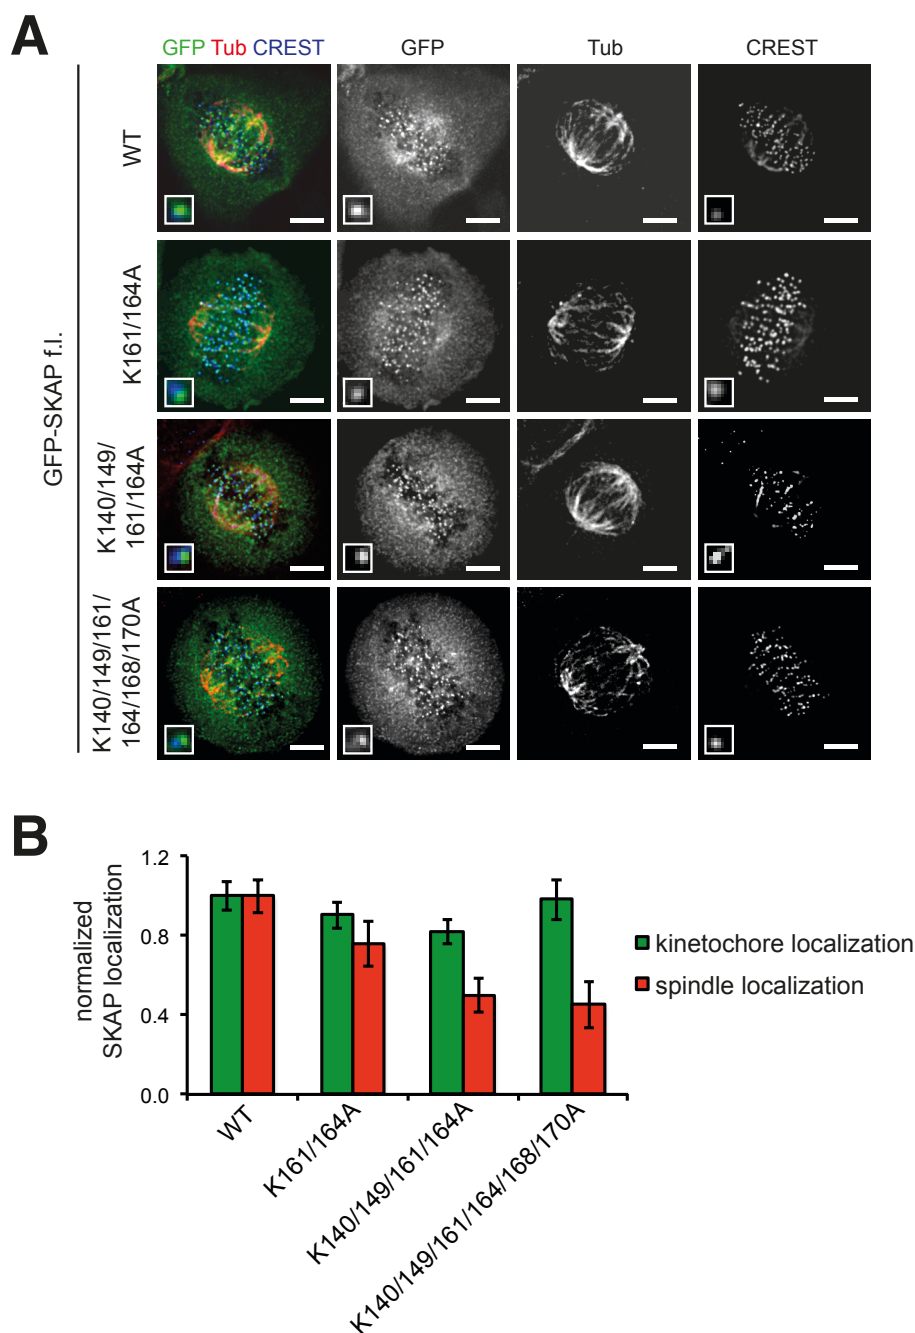 A
GFP Tub CREST
GFP
Tub
CREST
GFP-SKAP f.l.
WT
K161/164A
K140/149/
161/164A
K140/149/161/
164/168/170A
B
normalized
SKAP localization
1.2
0.8
0.4
0.0
WT
K161/164A
K140/149/161/164A
K140/149/161/164/168/170A
kinetochore localization
spindle localization